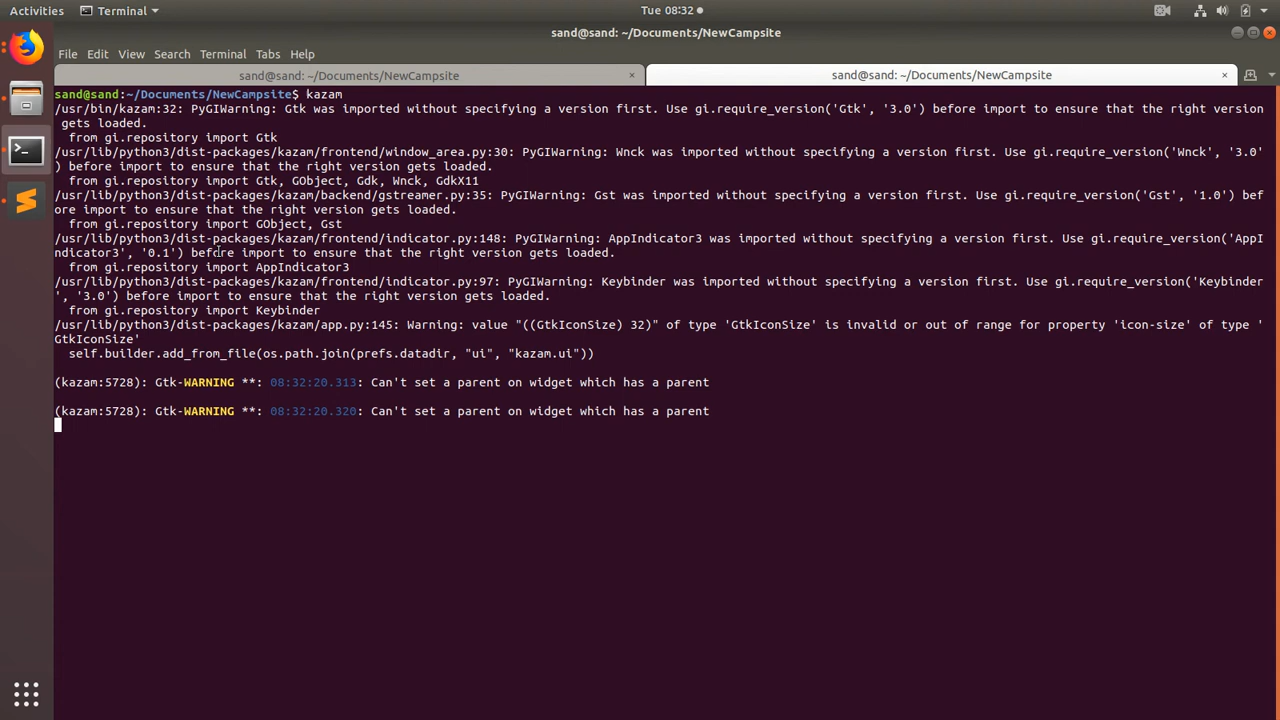 Activities
Terminal
Tue 08:32
sand@sand: ~/Documents/NewCampsite
File Edit View Search Terminal Tabs Help
sand@sand: ~/Documents/NewCampsite × sand@sand: ~/Documents/NewCampsite ×
sand@sand:~/Documents/NewCampsite$ kazam
/usr/bin/kazam:32: PyGIWarning: Gtk was imported without specifying a version first. Use gi.require_version('Gtk', '3.0') before import to ensure that the right version
 gets loaded.
  from gi.repository import Gtk
/usr/lib/python3/dist-packages/kazam/frontend/window_area.py:30: PyGIWarning: Wnck was imported without specifying a version first. Use gi.require_version('Wnck', '3.0'
) before import to ensure that the right version gets loaded.
  from gi.repository import Gtk, GObject, Gdk, Wnck, GdkX11
/usr/lib/python3/dist-packages/kazam/backend/gstreamer.py:35: PyGIWarning: Gst was imported without specifying a version first. Use gi.require_version('Gst', '1.0') bef
ore import to ensure that the right version gets loaded.
  from gi.repository import GObject, Gst
/usr/lib/python3/dist-packages/kazam/frontend/indicator.py:148: PyGIWarning: AppIndicator3 was imported without specifying a version first. Use gi.require_version('AppI
ndicator3', '0.1') before import to ensure that the right version gets loaded.
  from gi.repository import AppIndicator3
/usr/lib/python3/dist-packages/kazam/frontend/indicator.py:97: PyGIWarning: Keybinder was imported without specifying a version first. Use gi.require_version('Keybinder
', '3.0') before import to ensure that the right version gets loaded.
  from gi.repository import Keybinder
/usr/lib/python3/dist-packages/kazam/app.py:145: Warning: value "((GtkIconSize) 32)" of type 'GtkIconSize' is invalid or out of range for property 'icon-size' of type '
GtkIconSize'
  self.builder.add_from_file(os.path.join(prefs.datadir, "ui", "kazam.ui"))
(kazam:5728): Gtk-WARNING **: 08:32:20.313: Can't set a parent on widget which has a parent
(kazam:5728): Gtk-WARNING **: 08:32:20.320: Can't set a parent on widget which has a parent